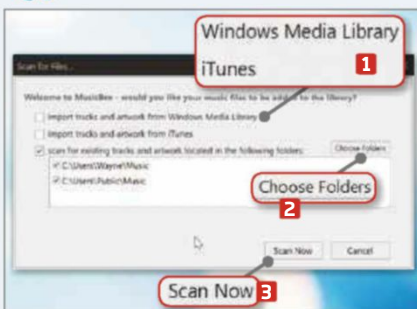 Windows Media Library
iTunes
1
Scan for Files...
Welcome to MusicBee - would you like your music files to be added to the library?
Import tracks and artwork from Windows Media Library
Import tracks and artwork from iTunes
scan for existing tracks and artwork located in the following folders:
Choose Folders
C:\Users\Wayne\Music
C:\Users\Public\Music
Choose Folders
2
Scan Now
Cancel
Scan Now
3